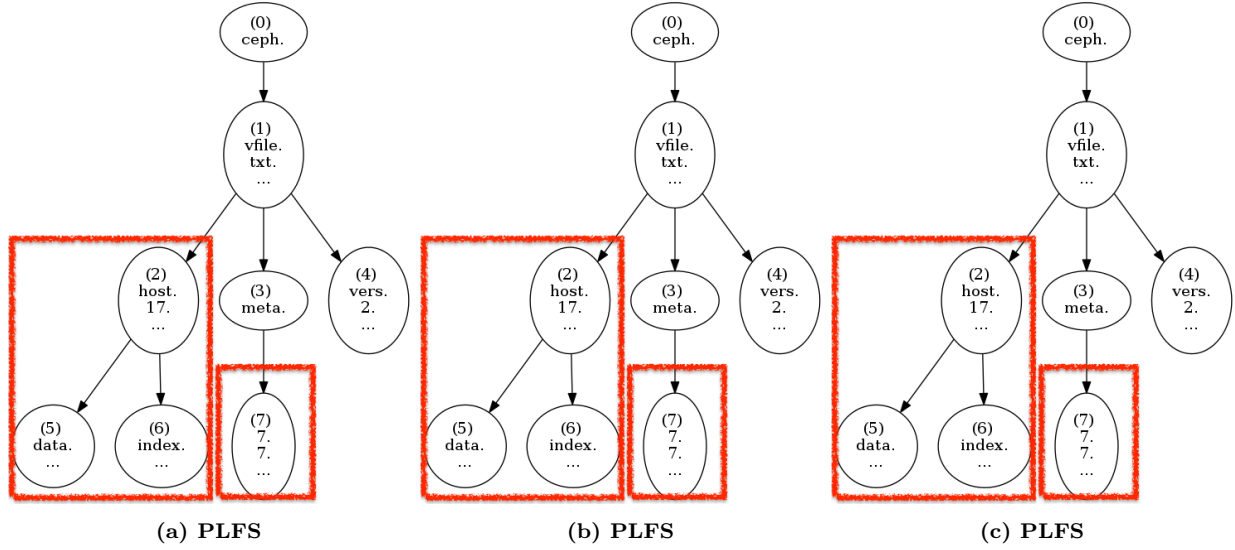 (0)
ceph.
(1)
vfile.
txt.
...
(2)
host.
17.
...
(3)
meta.
(4)
vers.
2.
...
(5)
data.
...
(6)
index.
...
(7)
7.
7.
...
(a) PLFS
(0)
ceph.
(1)
vfile.
txt.
...
(2)
host.
17.
...
(3)
meta.
(4)
vers.
2.
...
(5)
data.
...
(6)
index.
...
(7)
7.
7.
...
(b) PLFS
(0)
ceph.
(1)
vfile.
txt.
...
(2)
host.
17.
...
(3)
meta.
(4)
vers.
2.
...
(5)
data.
...
(6)
index.
...
(7)
7.
7.
...
(c) PLFS